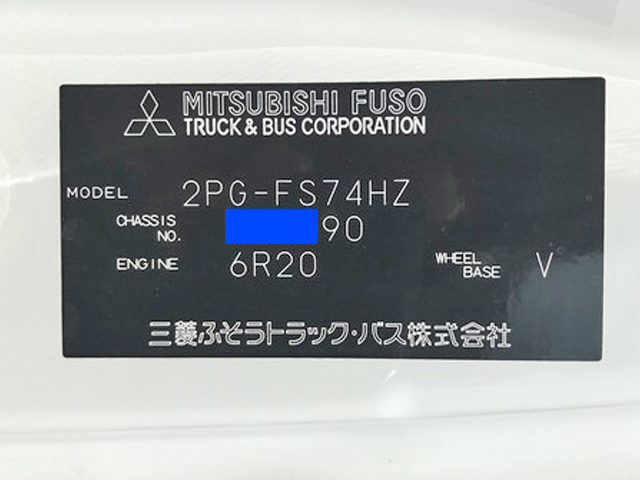 MITSUBISHI FUSO
TRUCK & BUS CORPORATION
MODEL 2PG-FS74HZ
CHASSIS NO. 90
ENGINE 6R20 WHEEL BASE V
三菱ふそうトラック・バス株式会社